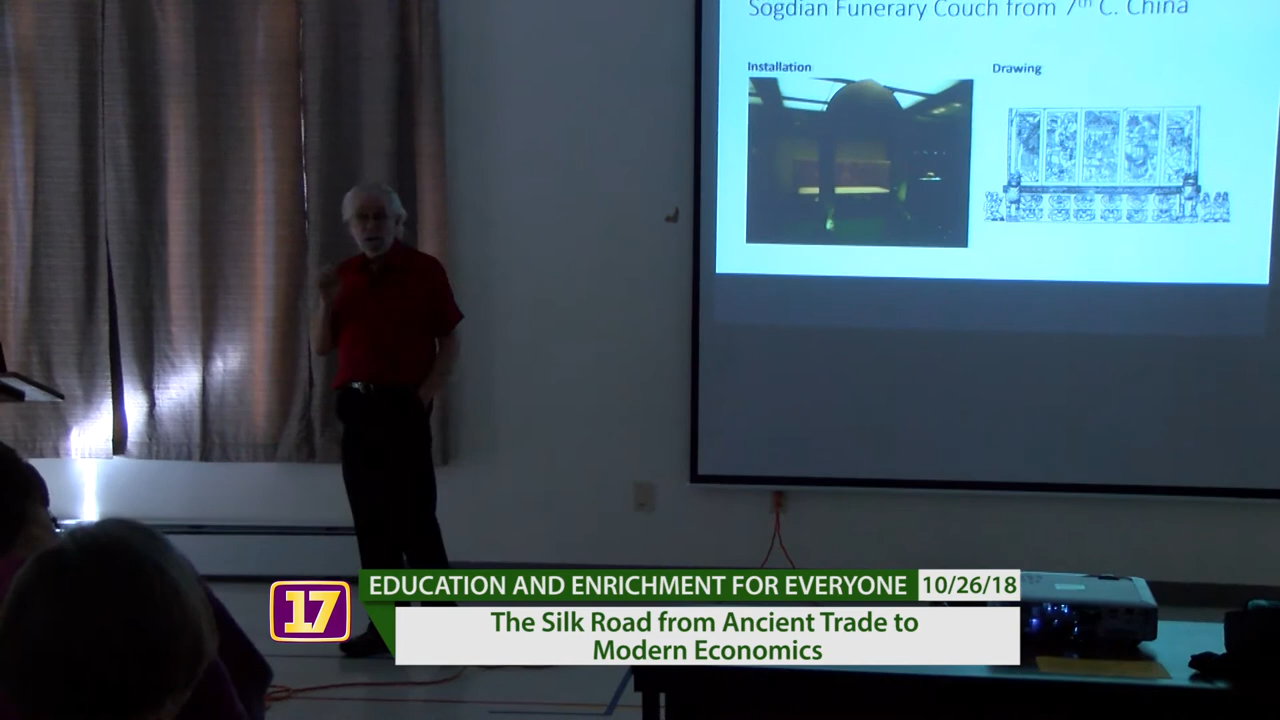 Sogdian Funerary Couch from 7th C. China
Installation
Drawing
17
EDUCATION AND ENRICHMENT FOR EVERYONE
10/26/18
The Silk Road from Ancient Trade to
Modern Economics